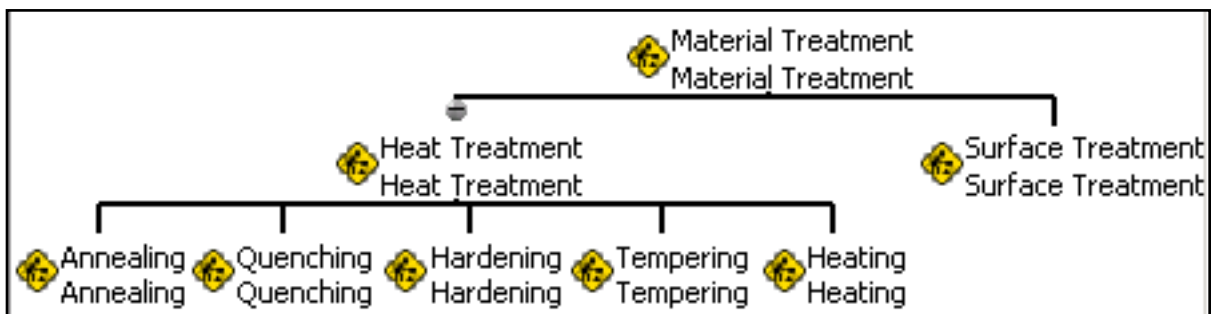 Material Treatment
Material Treatment
Heat Treatment
Heat Treatment
Surface Treatment
Surface Treatment
Annealing
Annealing
Quenching
Quenching
Hardening
Hardening
Tempering
Tempering
Heating
Heating